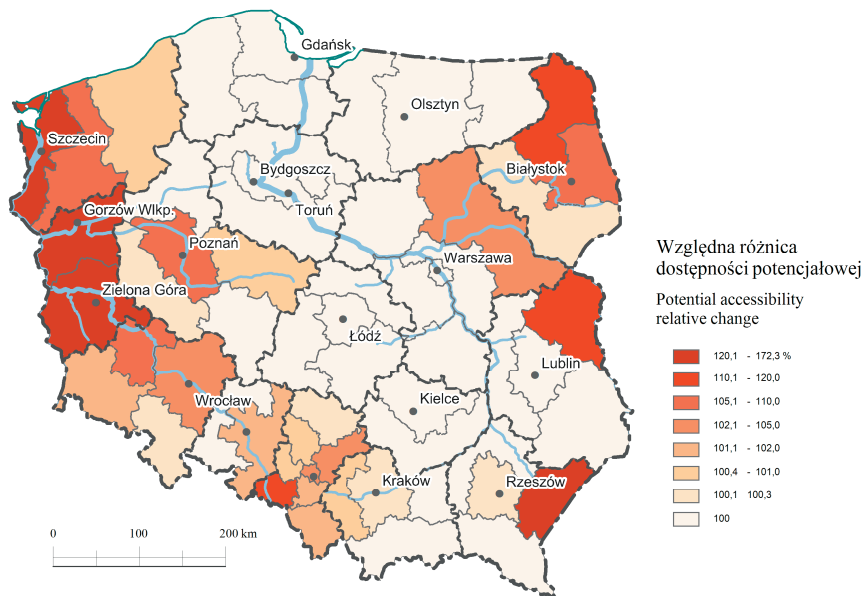 Gdańsk
Olsztyn
Szczecin
Bydgoszcz
Białystok
Toruń
Gorzów Wlkp.
Poznań
Warszawa
Zielona Góra
Łódź
Lublin
Wrocław
Kielce
Kraków
Rzeszów
0 100 200 km
Względna różnica
dostępności potencjałowej
Potential accessibility
relative change
120,1 - 172,3 %
110,1 - 120,0
105,1 - 110,0
102,1 - 105,0
101,1 - 102,0
100,4 - 101,0
100,1 100,3
100